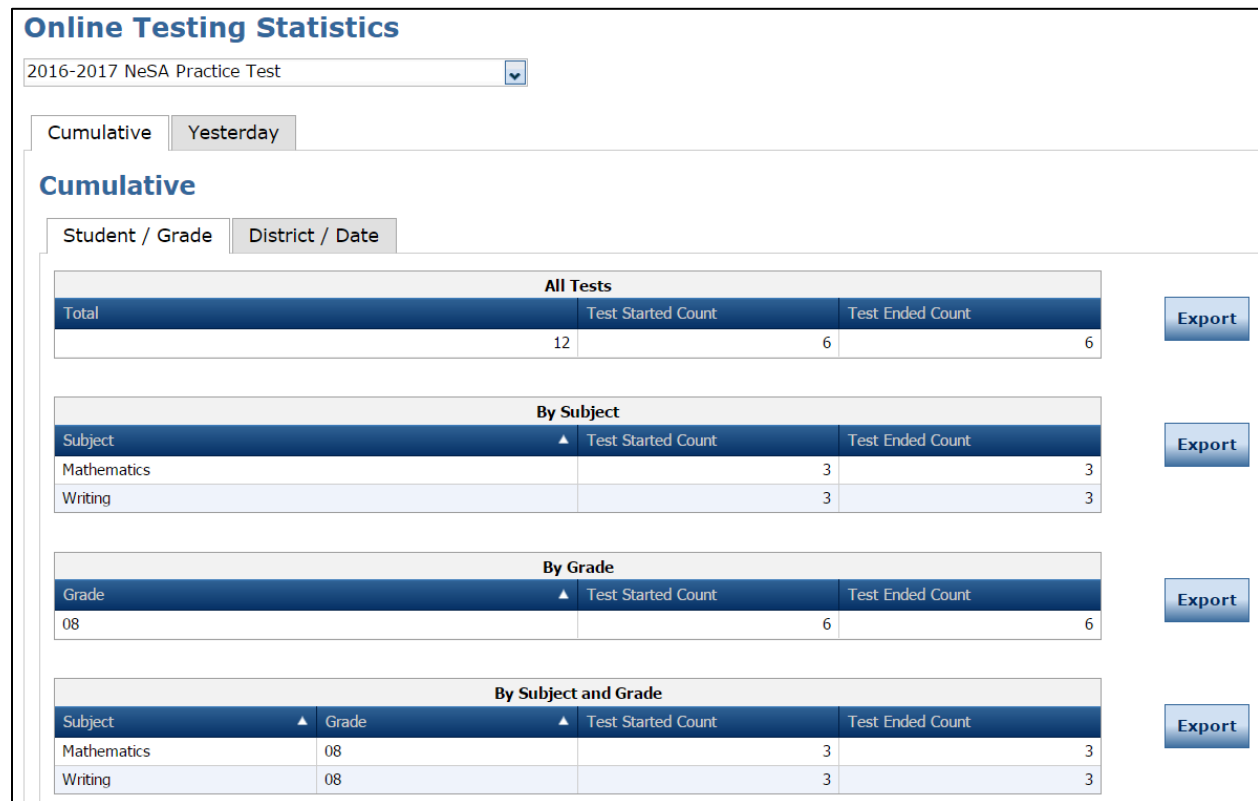 Online Testing Statistics
2016-2017 NeSA Practice Test
Cumulative Yesterday
Cumulative
Student / Grade District / Date
All Tests
Total Test Started Count Test Ended Count
Export
12 6 6
By Subject
Subject Test Started Count Test Ended Count
Export
Mathematics 3 3
Writing 3 3
By Grade
Grade Test Started Count Test Ended Count
Export
08 6 6
By Subject and Grade
Subject Grade Test Started Count Test Ended Count
Export
Mathematics 08 3 3
Writing 08 3 3